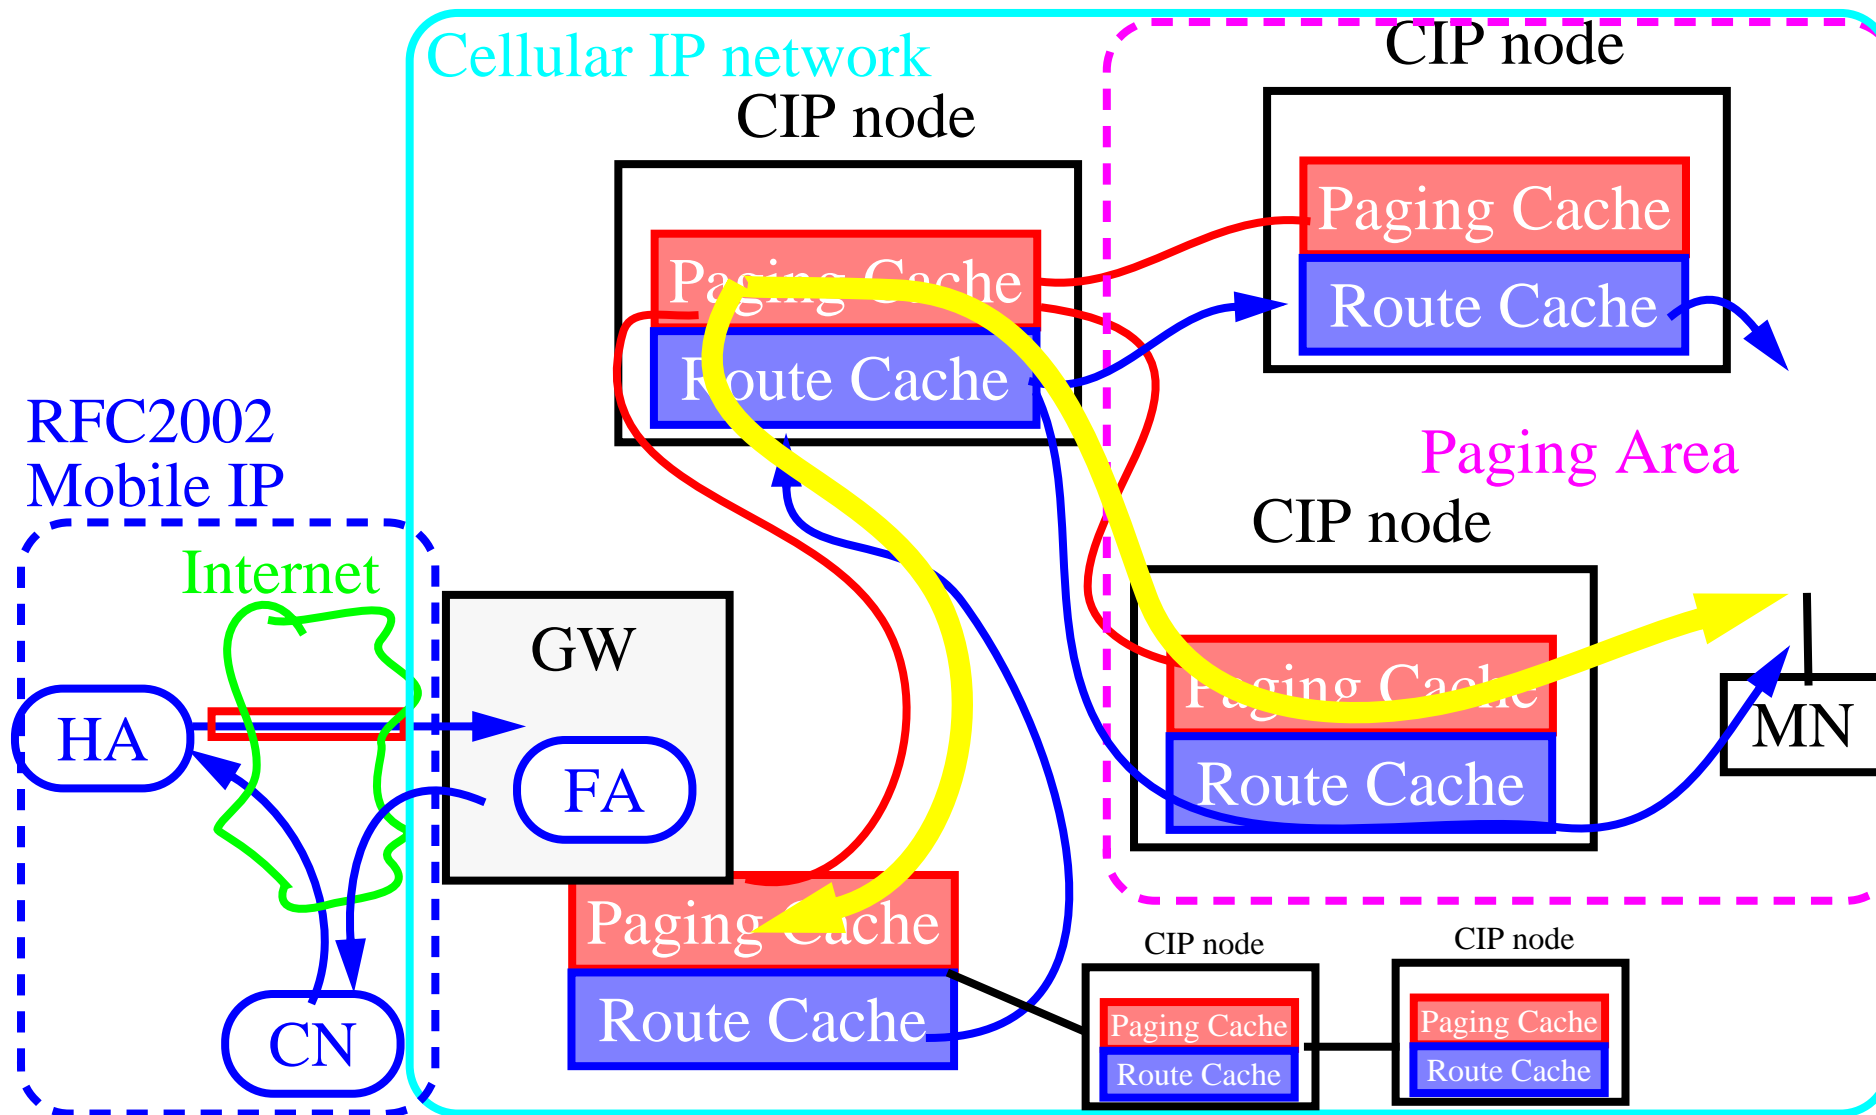 Cellular IP network
CIP node
CIP node
Paging Cache
Route Cache
Paging Cache
Route Cache
RFC2002
Mobile IP
Paging Area
CIP node
Internet
GW
HA
FA
Paging Cache
Route Cache
MN
Paging Cache
Route Cache
CN
CIP node
CIP node
Paging Cache
Route Cache
Paging Cache
Route Cache